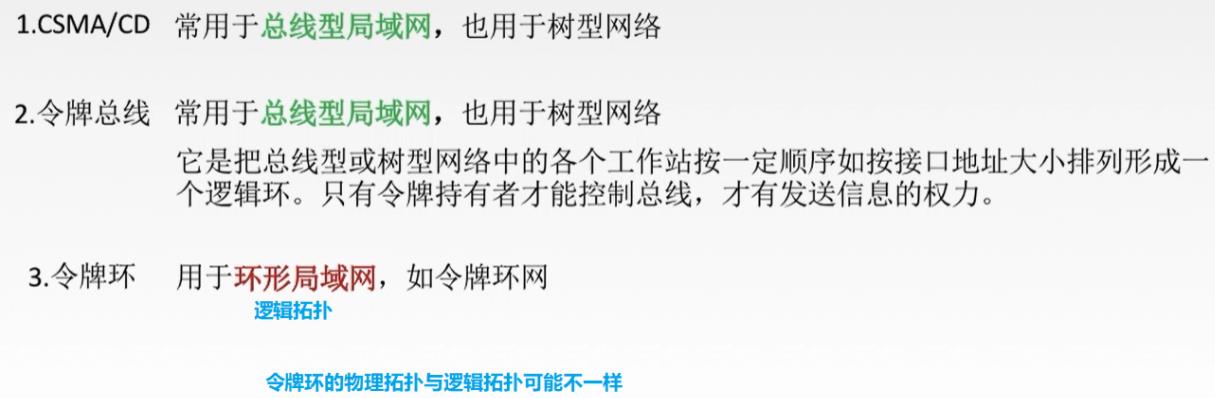 1.CSMA/CD 常用于总线型局域网，也用于树型网络
2.令牌总线 常用于总线型局域网，也用于树型网络
它是把总线型或树型网络中的各个工作站按一定顺序如按接口地址大小排列形成一
个逻辑环。只有令牌持有者才能控制总线，才有发送信息的权力。
3.令牌环 用于环形局域网，如令牌环网
逻辑拓扑
令牌环的物理拓扑与逻辑拓扑可能不一样